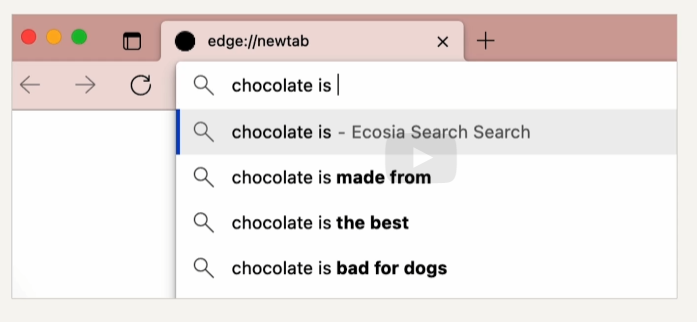 edge://newtab
chocolate is
chocolate is - Ecosia Search Search
chocolate is made from
chocolate is the best
chocolate is bad for dogs